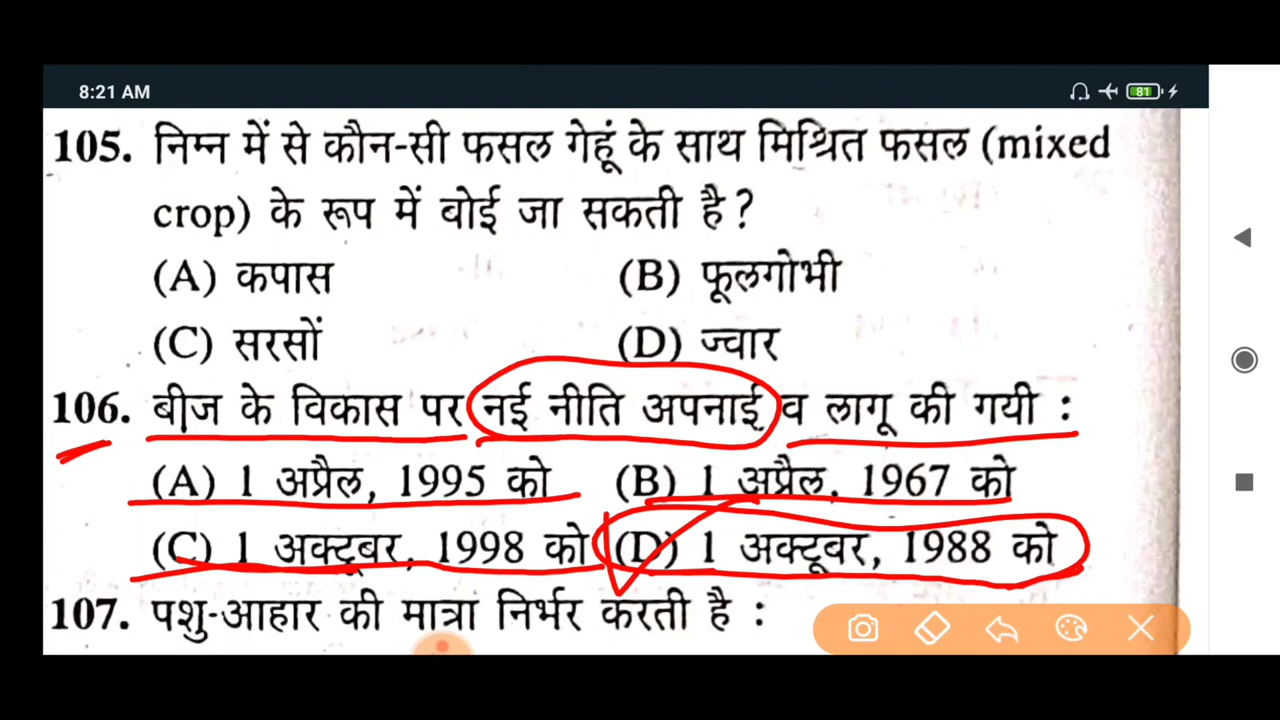 8:21 AM
81
105. निम्न में से कौन-सी फसल गेहूं के साथ मिश्रित फसल (mixed
crop) के रूप में बोई जा सकती है ?
(A) कपास (B) फूलगोभी
(C) सरसों (D) ज्वार
106. बीज के विकास पर नई नीति अपनाई व लागू की गयी :
(A) 1 अप्रैल, 1995 को (B) 1 अप्रैल. 1967 को
(C) 1 अक्टूबर, 1998 को (D) 1 अक्टूबर, 1988 को
107. पशु-आहार की मात्रा निर्भर करती है :